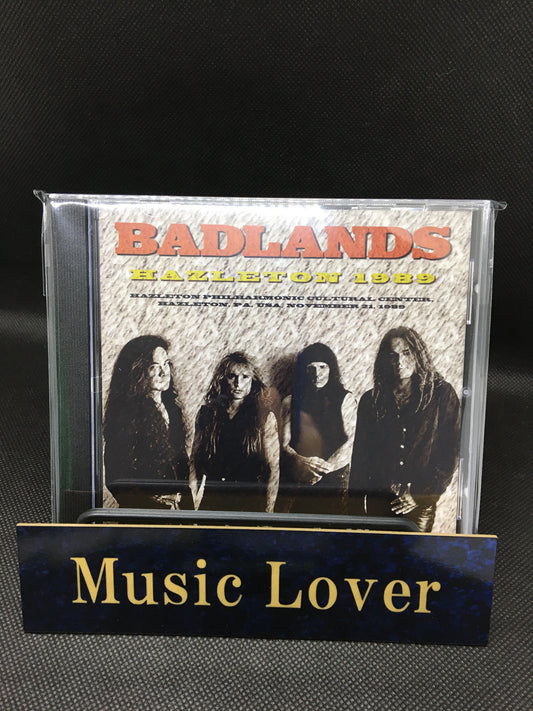 BADLANDS
HAZLETON 1989
HAZLETON PHILHARMONIC CULTURAL CENTER,
HAZLETON, PA, USA, NOVEMBER 21, 1989
Music Lover